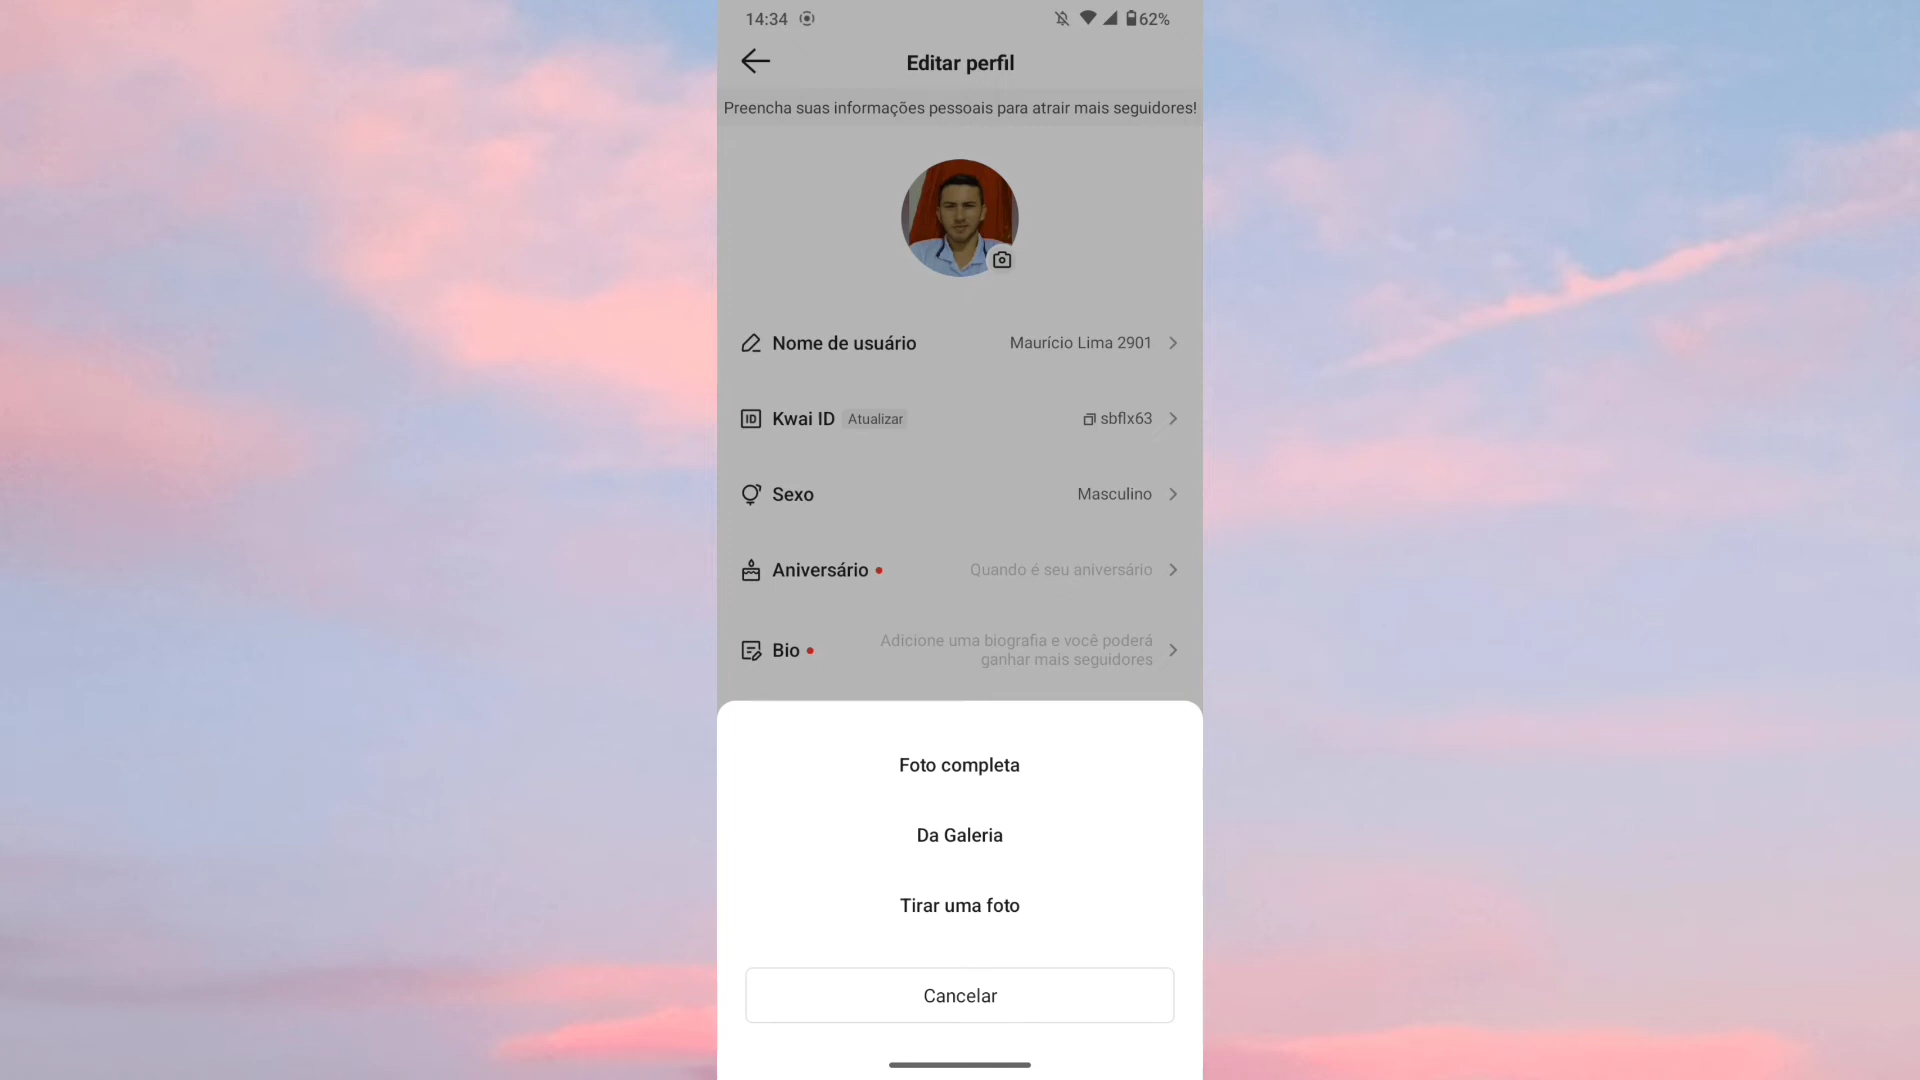 14:34 62%
Editar perfil
Preencha suas informações pessoais para atrair mais seguidores!
Nome de usuário Maurício Lima 2901
ID Kwai ID Atualizar sbflx63
Sexo Masculino
Aniversário Quando é seu aniversário
Bio Adicione uma biografia e você poderá
ganhar mais seguidores
Foto completa
Da Galeria
Tirar uma foto
Cancelar